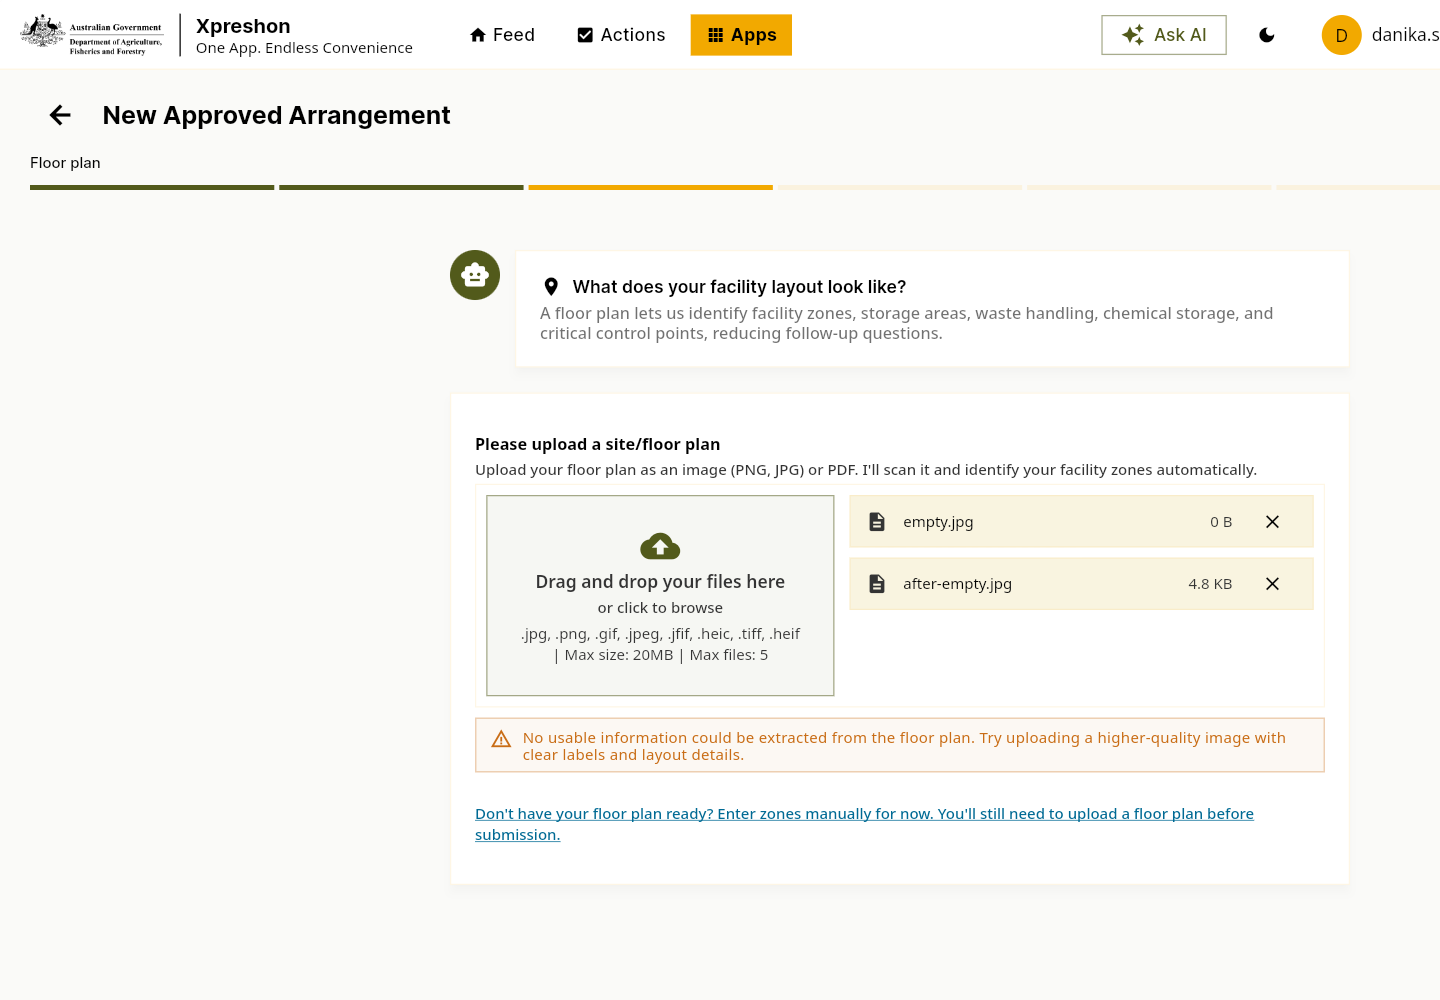 Australian Government
Department of Agriculture,
Fisheries and Forestry
Xpreshon
One App. Endless Convenience
Feed
Actions
Apps
Ask AI
D
danika.s
New Approved Arrangement
Floor plan
What does your facility layout look like?
A floor plan lets us identify facility zones, storage areas, waste handling, chemical storage, and
critical control points, reducing follow-up questions.
Please upload a site/floor plan
Upload your floor plan as an image (PNG, JPG) or PDF. I'll scan it and identify your facility zones automatically.
Drag and drop your files here
or click to browse
.jpg, .png, .gif, .jpeg, .jfif, .heic, .tiff, .heif
| Max size: 20MB | Max files: 5
empty.jpg
0 B
after-empty.jpg
4.8 KB
No usable information could be extracted from the floor plan. Try uploading a higher-quality image with
clear labels and layout details.
Don't have your floor plan ready? Enter zones manually for now. You'll still need to upload a floor plan before
submission.